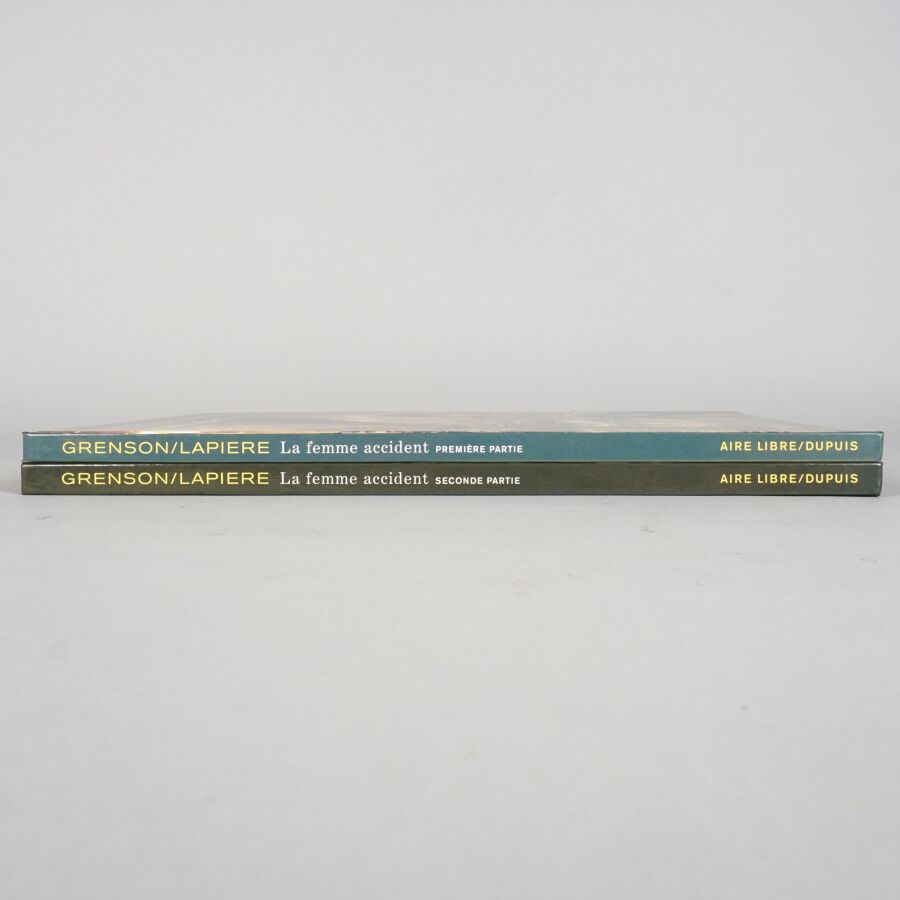 GRENSON/LAPIERE La femme accident PREMIÈRE PARTIE AIRE LIBRE/DUPUIS
GRENSON/LAPIERE La femme accident SECONDE PARTIE AIRE LIBRE/DUPUIS